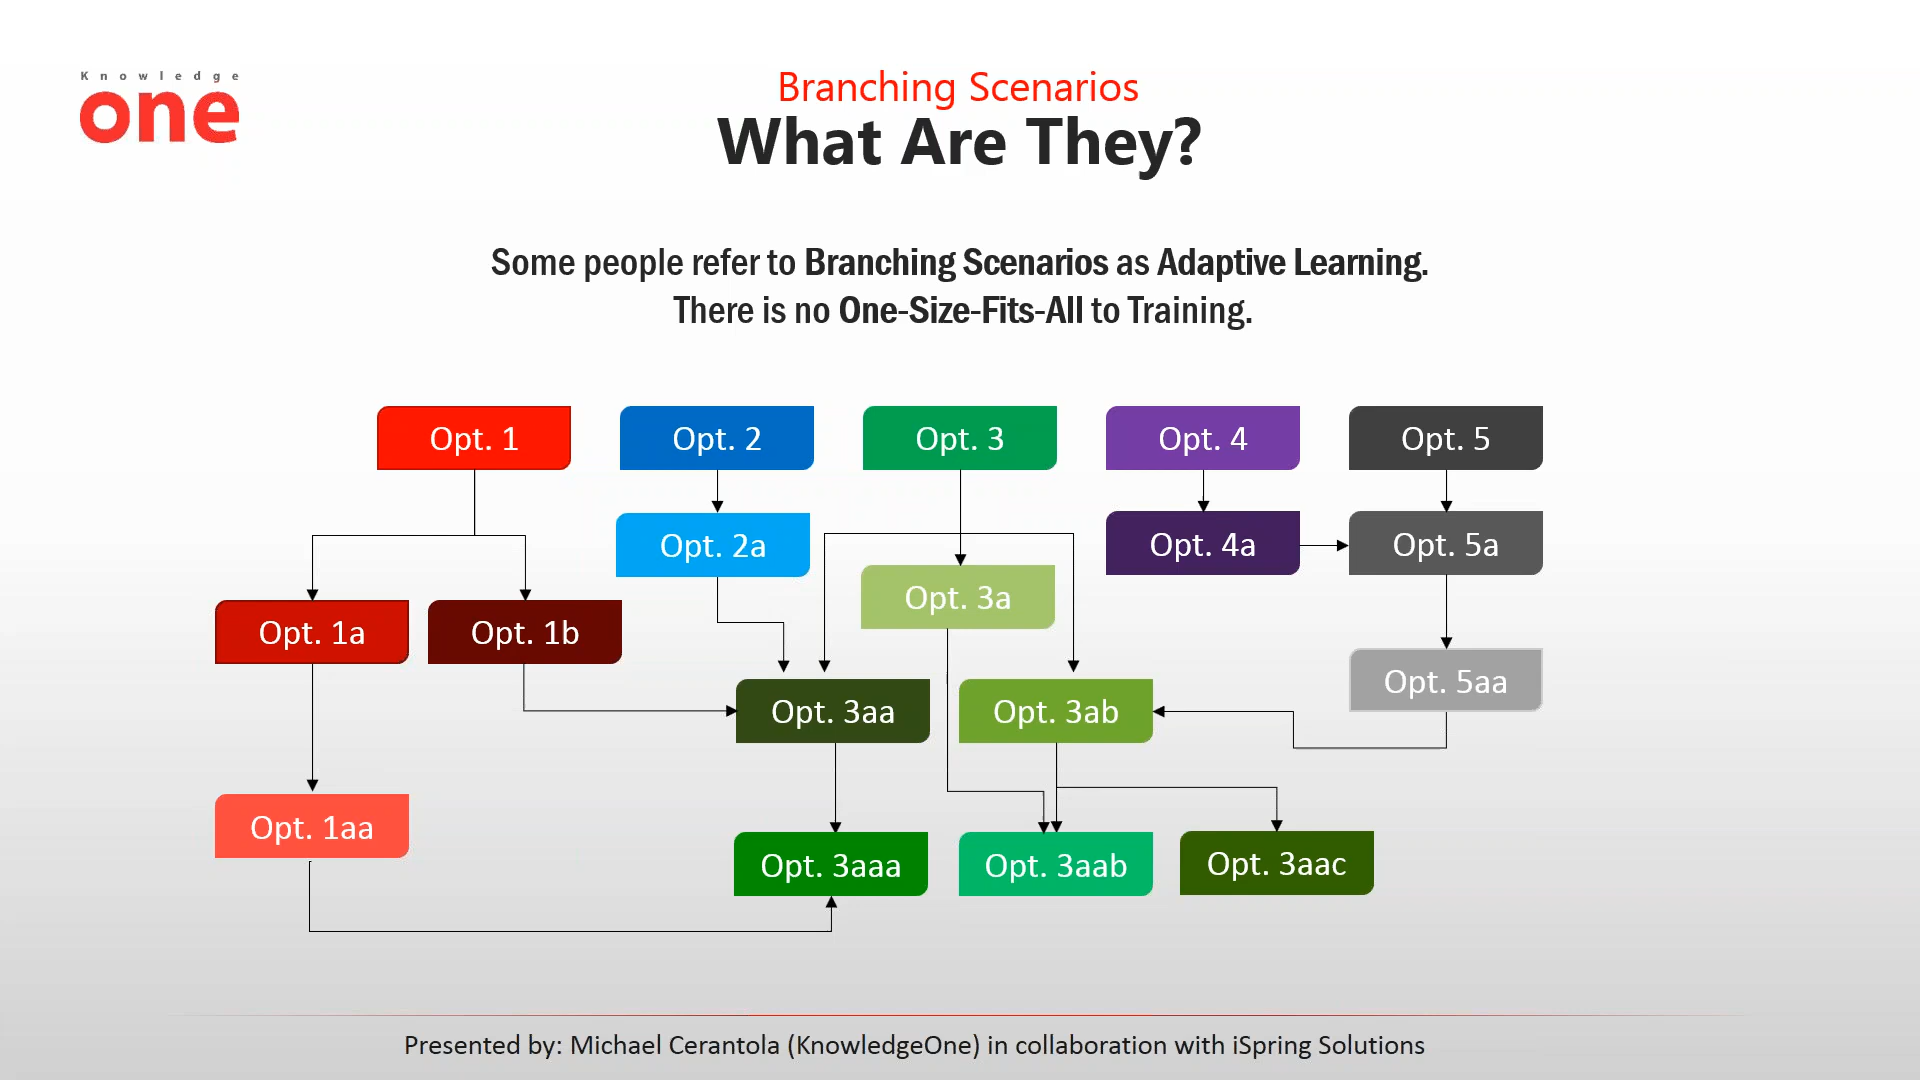 Knowledge
one
Branching Scenarios
What Are They?
Some people refer to Branching Scenarios as Adaptive Learning.
There is no One-Size-Fits-All to Training.
Opt. 1
Opt. 2
Opt. 3
Opt. 4
Opt. 5
Opt. 2a
Opt. 4a
Opt. 5a
Opt. 3a
Opt. 1a
Opt. 1b
Opt. 5aa
Opt. 3aa
Opt. 3ab
Opt. 1aa
Opt. 3aaa
Opt. 3aab
Opt. 3aac
Presented by: Michael Cerantola (KnowledgeOne) in collaboration with iSpring Solutions